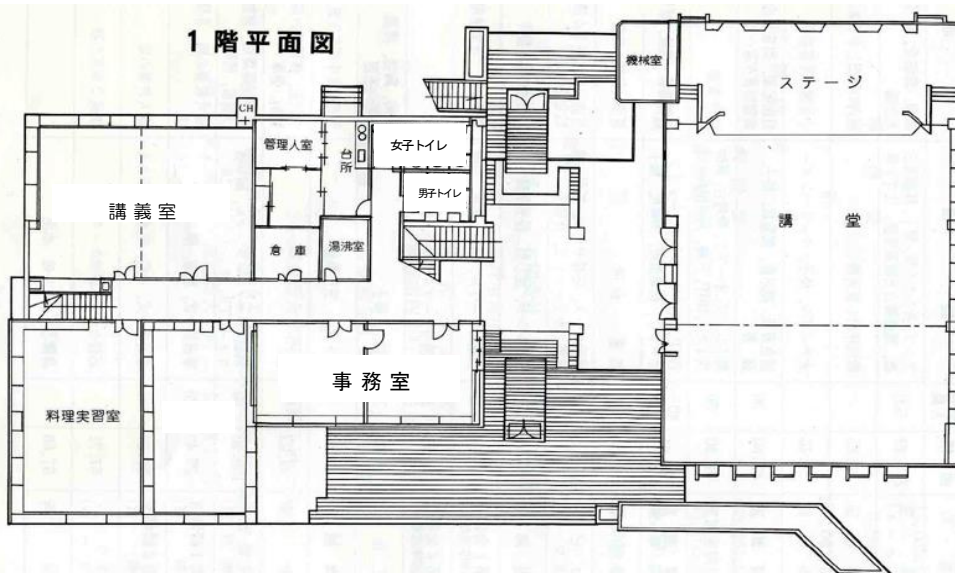 1階平面図
機械室
ステージ
CH
管理人室
台所
女子トイレ
男子トイレ
講義室
講堂
倉庫
湯沸室
事務室
料理実習室